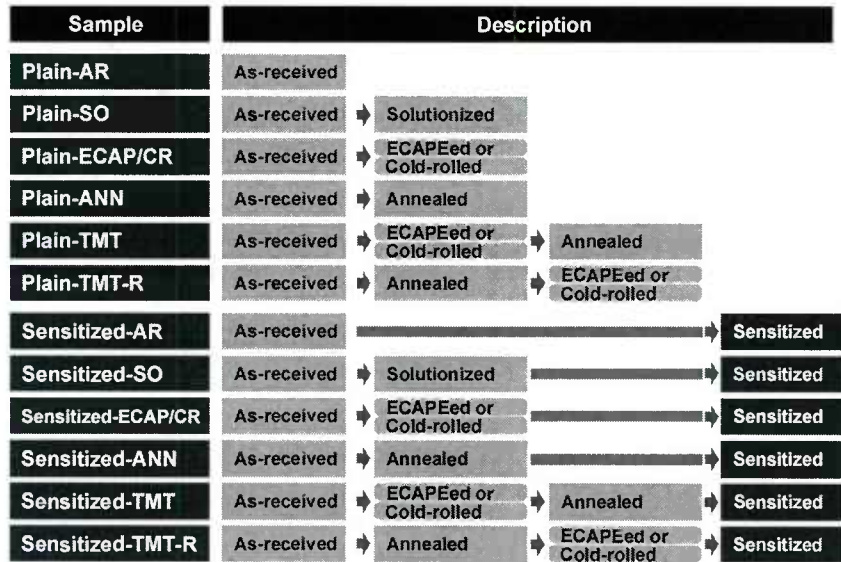 Sample Description
Plain-AR As-received
Plain-SO As-received Solutionized
Plain-ECAP/CR As-received ECAPEed or
Cold-rolled
Plain-ANN As-received Annealed
Plain-TMT As-received ECAPEed or
Cold-rolled Annealed
Plain-TMT-R As-received Annealed ECAPEed or
Cold-rolled
Sensitized-AR As-received Sensitized
Sensitized-SO As-received Solutionized Sensitized
Sensitized-ECAP/CR As-received ECAPEed or
Cold-rolled Sensitized
Sensitized-ANN As-received Annealed Sensitized
Sensitized-TMT As-received ECAPEed or
Cold-rolled Annealed Sensitized
Sensitized-TMT-R As-received Annealed ECAPEed or
Cold-rolled Sensitized